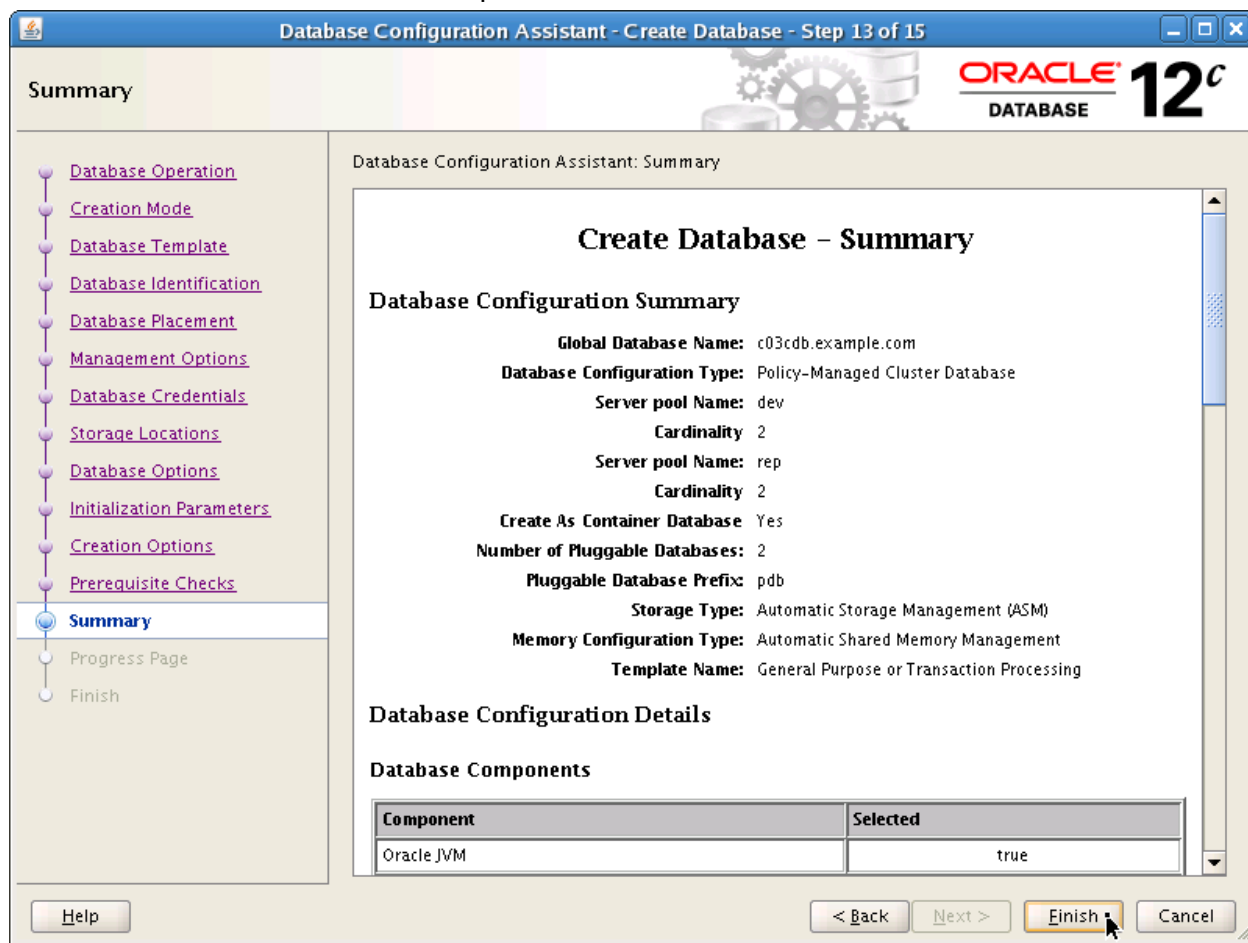 Database Configuration Assistant - Create Database - Step 13 of 15
Summary
ORACLE
DATABASE
12c
Database Operation
Creation Mode
Database Template
Database Identification
Database Placement
Management Options
Database Credentials
Storage Locations
Database Options
Initialization Parameters
Creation Options
Prerequisite Checks
Summary
Progress Page
Finish
Database Configuration Assistant: Summary
Create Database – Summary
Database Configuration Summary
Global Database Name: c03cdb.example.com
Database Configuration Type: Policy-Managed Cluster Database
Server pool Name: dev
Cardinality 2
Server pool Name: rep
Cardinality 2
Create As Container Database Yes
Number of Pluggable Databases: 2
Pluggable Database Prefix: pdb
Storage Type: Automatic Storage Management (ASM)
Memory Configuration Type: Automatic Shared Memory Management
Template Name: General Purpose or Transaction Processing
Database Configuration Details
Database Components
Component Selected
Oracle JVM true
Help < Back Next > Finish Cancel